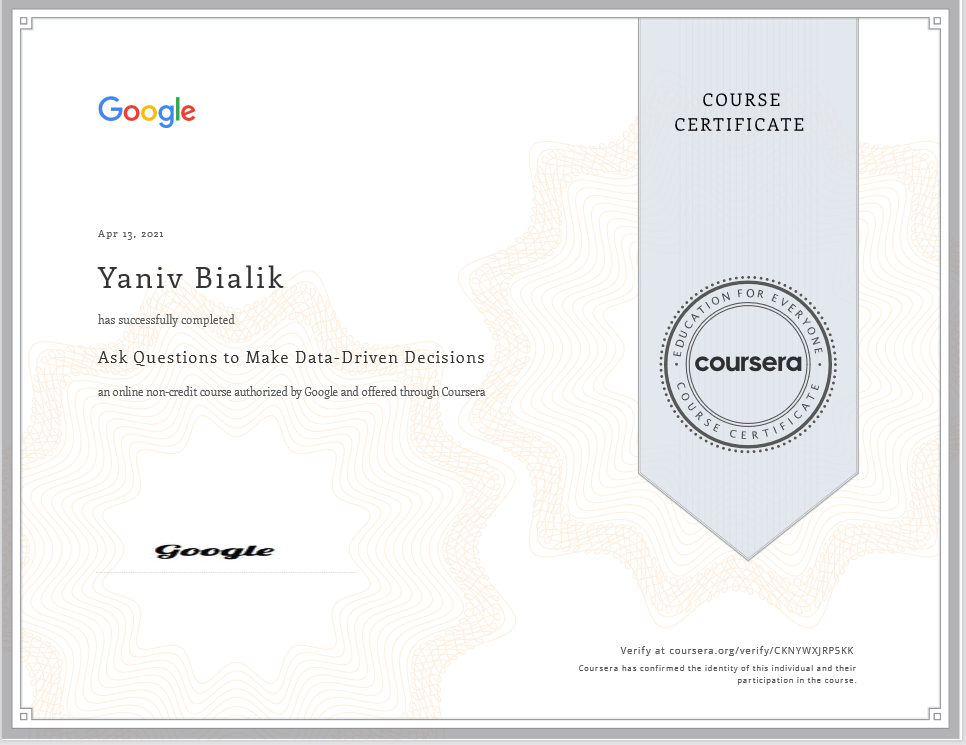 Google
COURSE
CERTIFICATE
Apr 13, 2021
Yaniv Bialik
has successfully completed
Ask Questions to Make Data-Driven Decisions
an online non-credit course authorized by Google and offered through Coursera
EDUCATION FOR EVERYONE
coursera
COURSE CERTIFICATE
Google
Verify at coursera.org/verify/CKNYWXJRP5KK
Coursera has confirmed the identity of this individual and their
participation in the course.